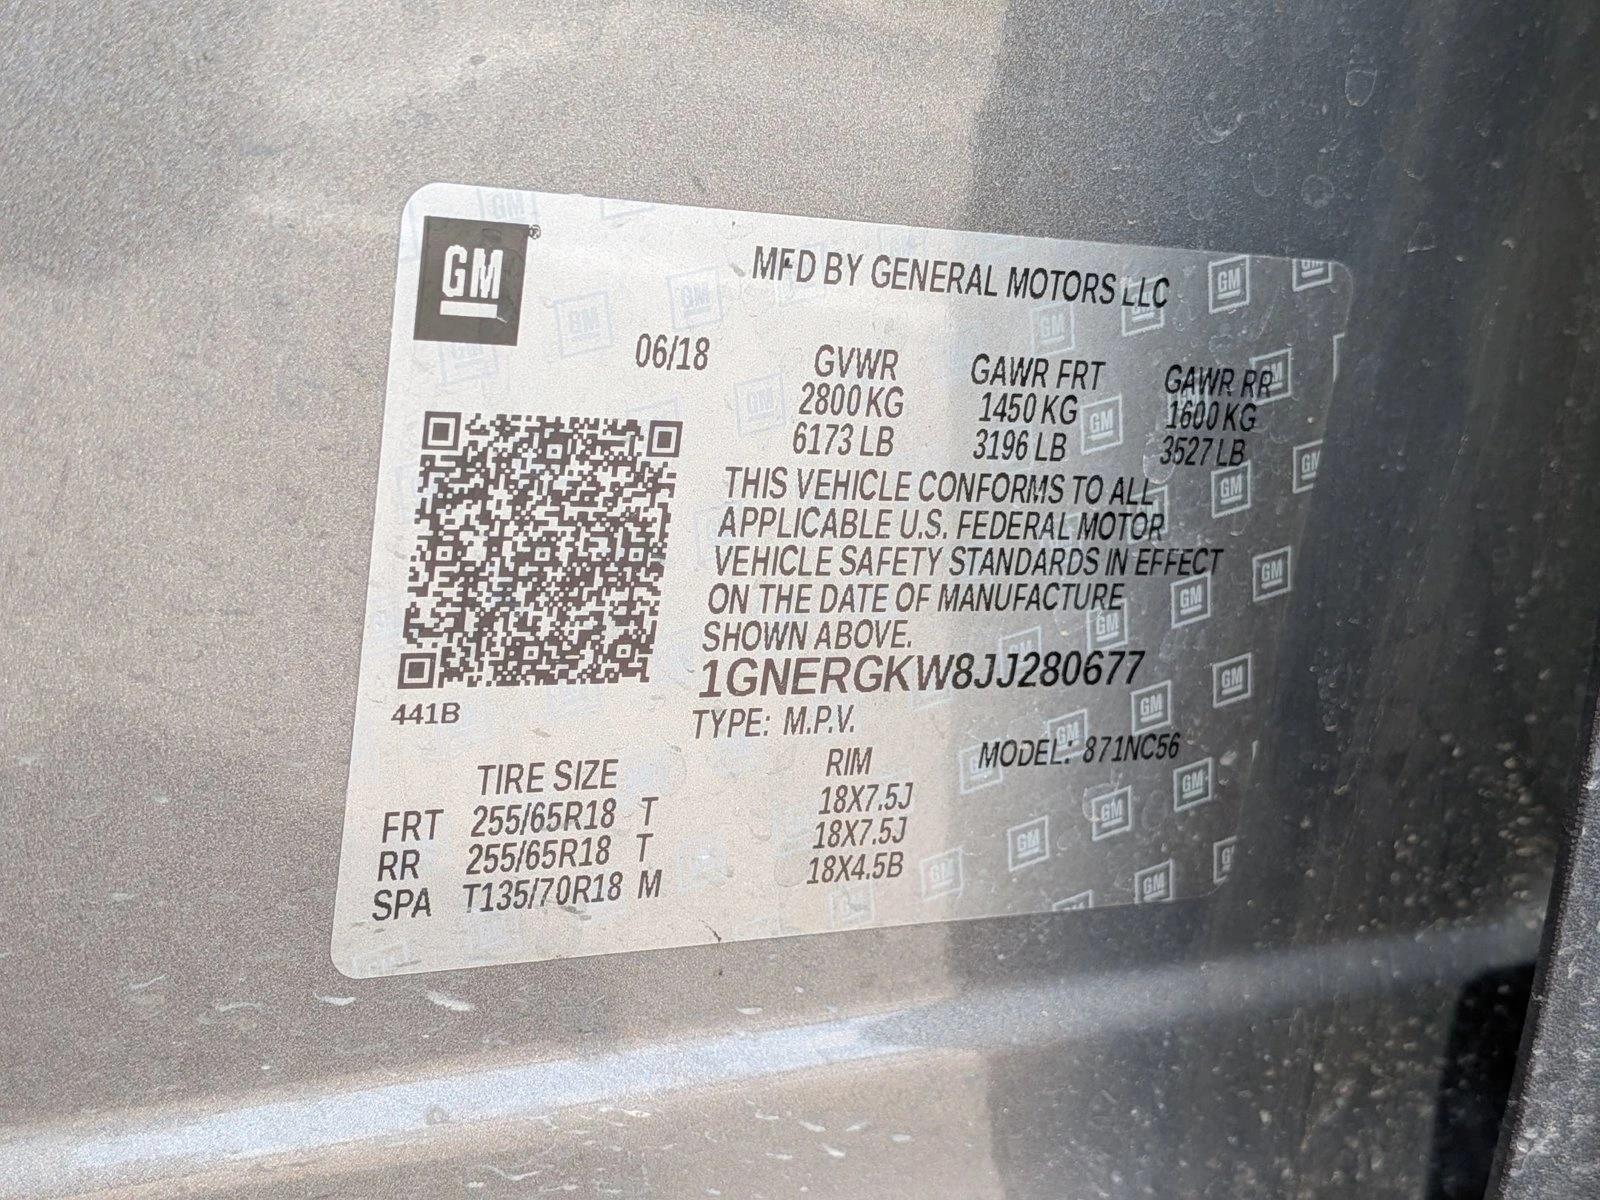 GM
MFD BY GENERAL MOTORS LLC
06/18
GVWR GAWR FRT GAWR RR
2800 KG 1450 KG 1600 KG
6173 LB 3196 LB 3527 LB
THIS VEHICLE CONFORMS TO ALL
APPLICABLE U.S. FEDERAL MOTOR
VEHICLE SAFETY STANDARDS IN EFFECT
ON THE DATE OF MANUFACTURE
SHOWN ABOVE.
1GNERGKW8JJ280677
441B
TYPE: M.P.V.
MODEL: 871NC56
TIRE SIZE RIM
FRT 255/65R18 T 18X7.5J
RR 255/65R18 T 18X7.5J
SPA T135/70R18 M 18X4.5B